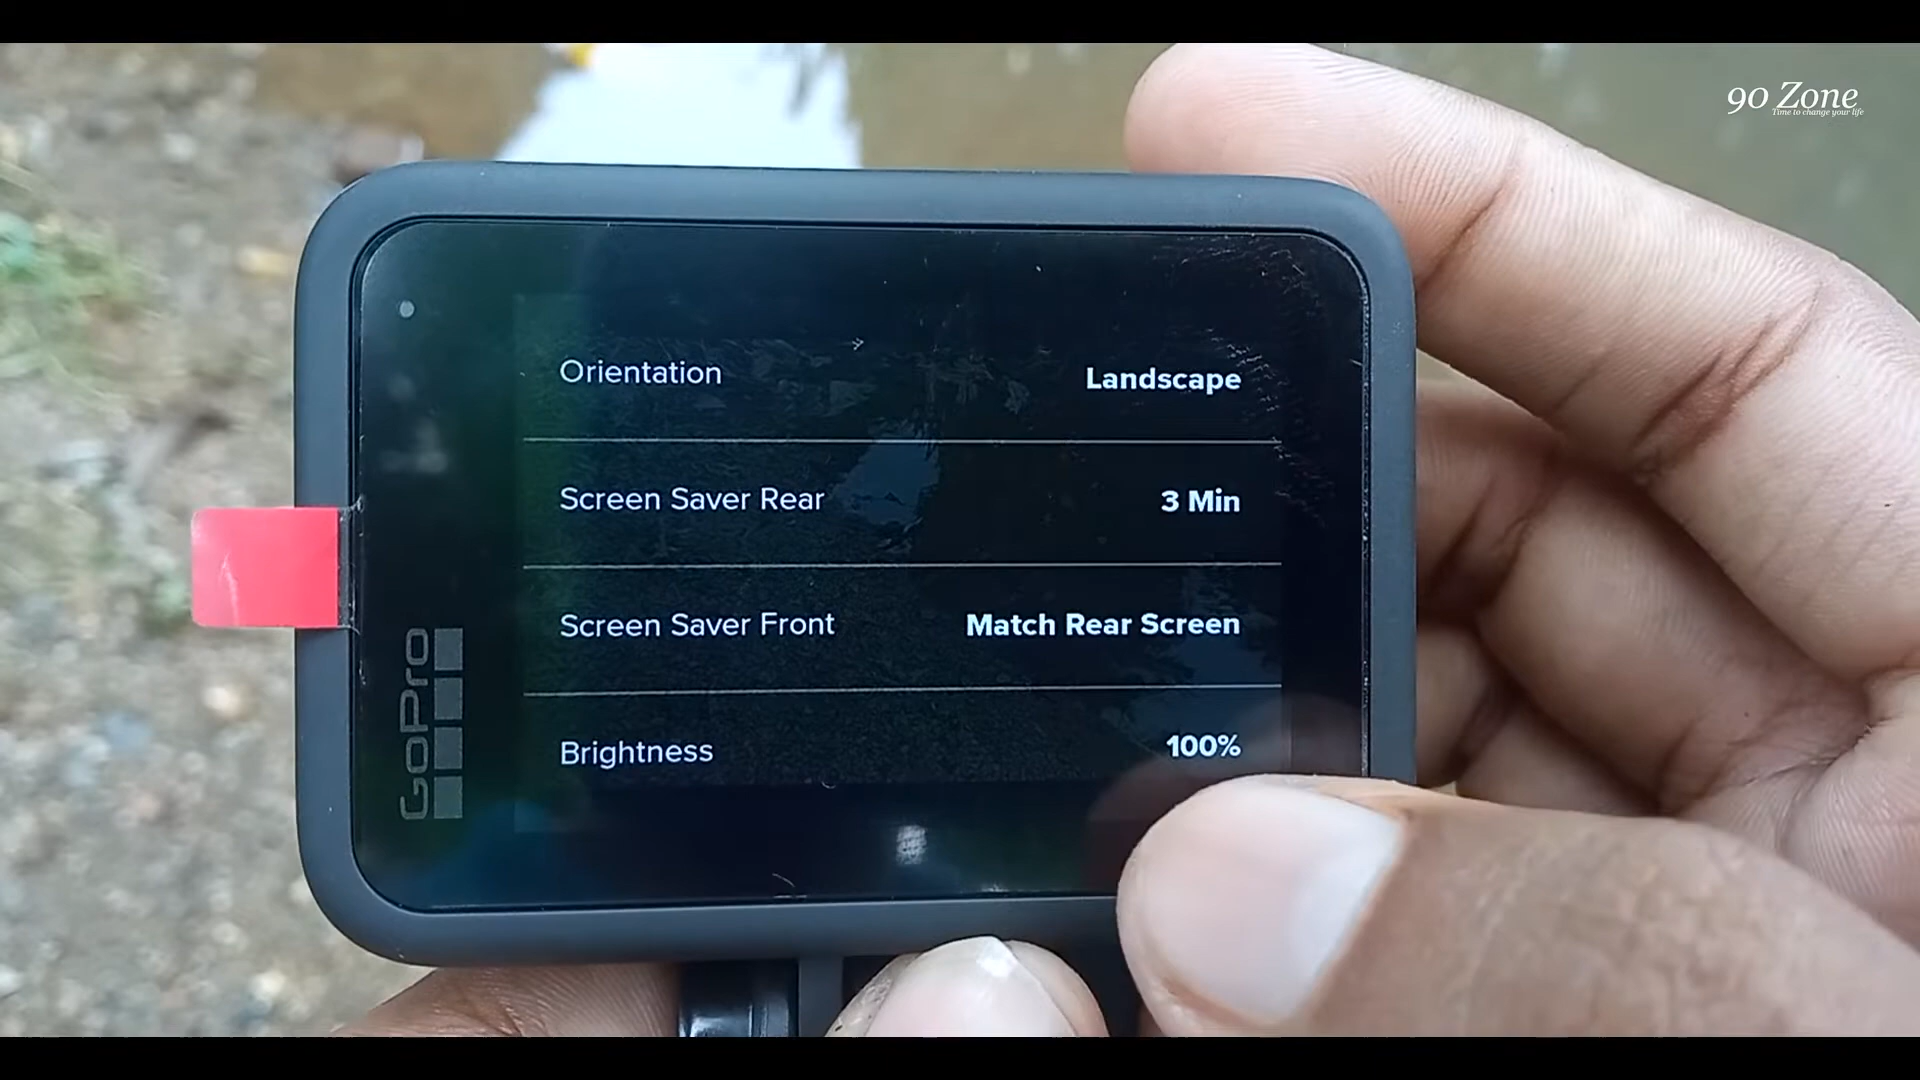 90 Zone
Time to change your life
Orientation Landscape
Screen Saver Rear 3 Min
Screen Saver Front Match Rear Screen
Brightness 100%
GoPro